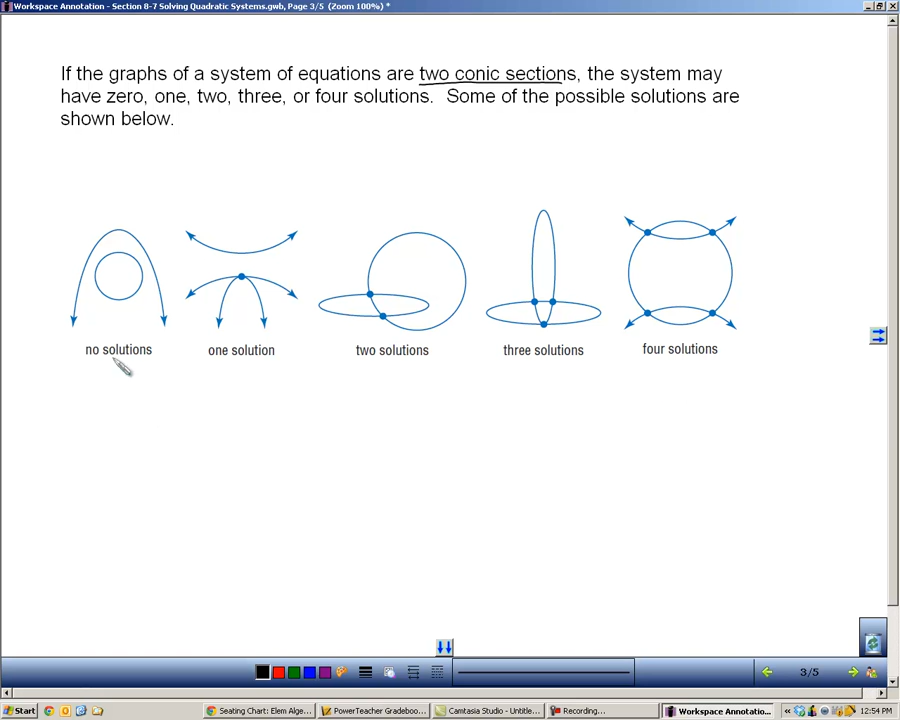 Workspace Annotation - Section 8-7 Solving Quadratic Systems.gwb, Page 3/5 (Zoom 100%) *
If the graphs of a system of equations are two conic sections, the system may
have zero, one, two, three, or four solutions. Some of the possible solutions are
shown below.
no solutions
one solution
two solutions
three solutions
four solutions
3/5
Start
Seating Chart: Elem Alge...
PowerTeacher Gradeboo...
Camtasia Studio - Untitle...
Recording...
Workspace Annotatio...
12:54 PM